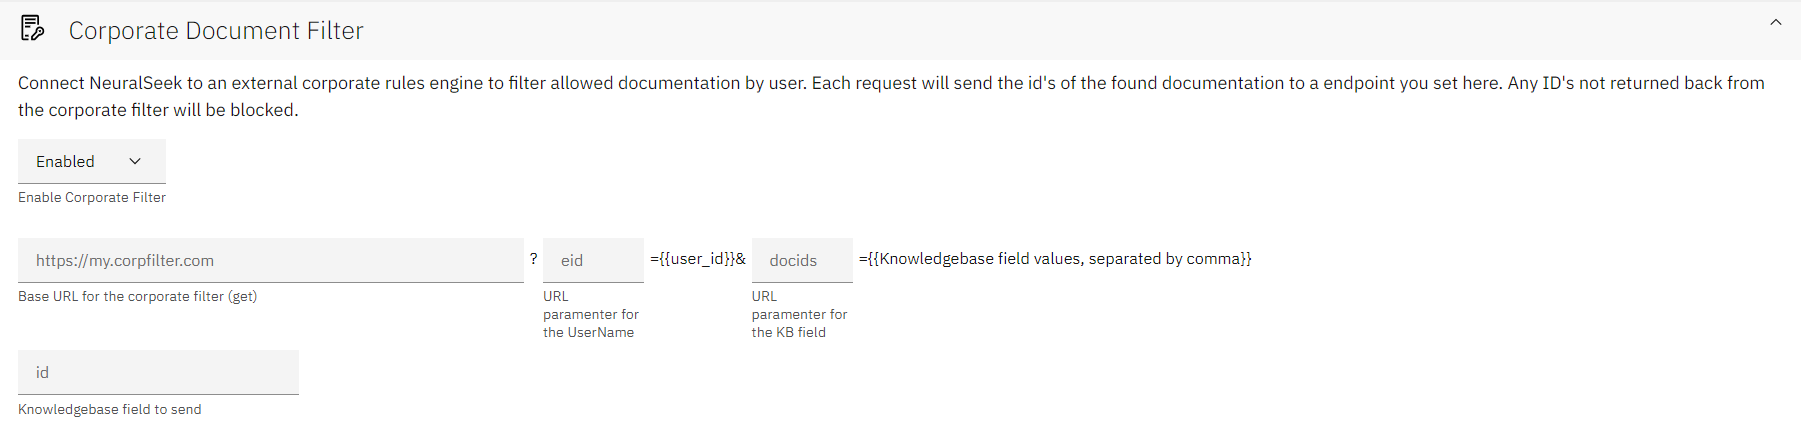 Corporate Document Filter
Connect NeuralSeek to an external corporate rules engine to filter allowed documentation by user. Each request will send the id's of the found documentation to a endpoint you set here. Any ID's not returned back from
the corporate filter will be blocked.
Enabled
Enable Corporate Filter
https://my.corpfilter.com ? eid ={{user_id}}& docids ={{Knowledgebase field values, separated by comma}}
Base URL for the corporate filter (get)
URL
paramenter for
the UserName
URL
paramenter for
the KB field
id
Knowledgebase field to send